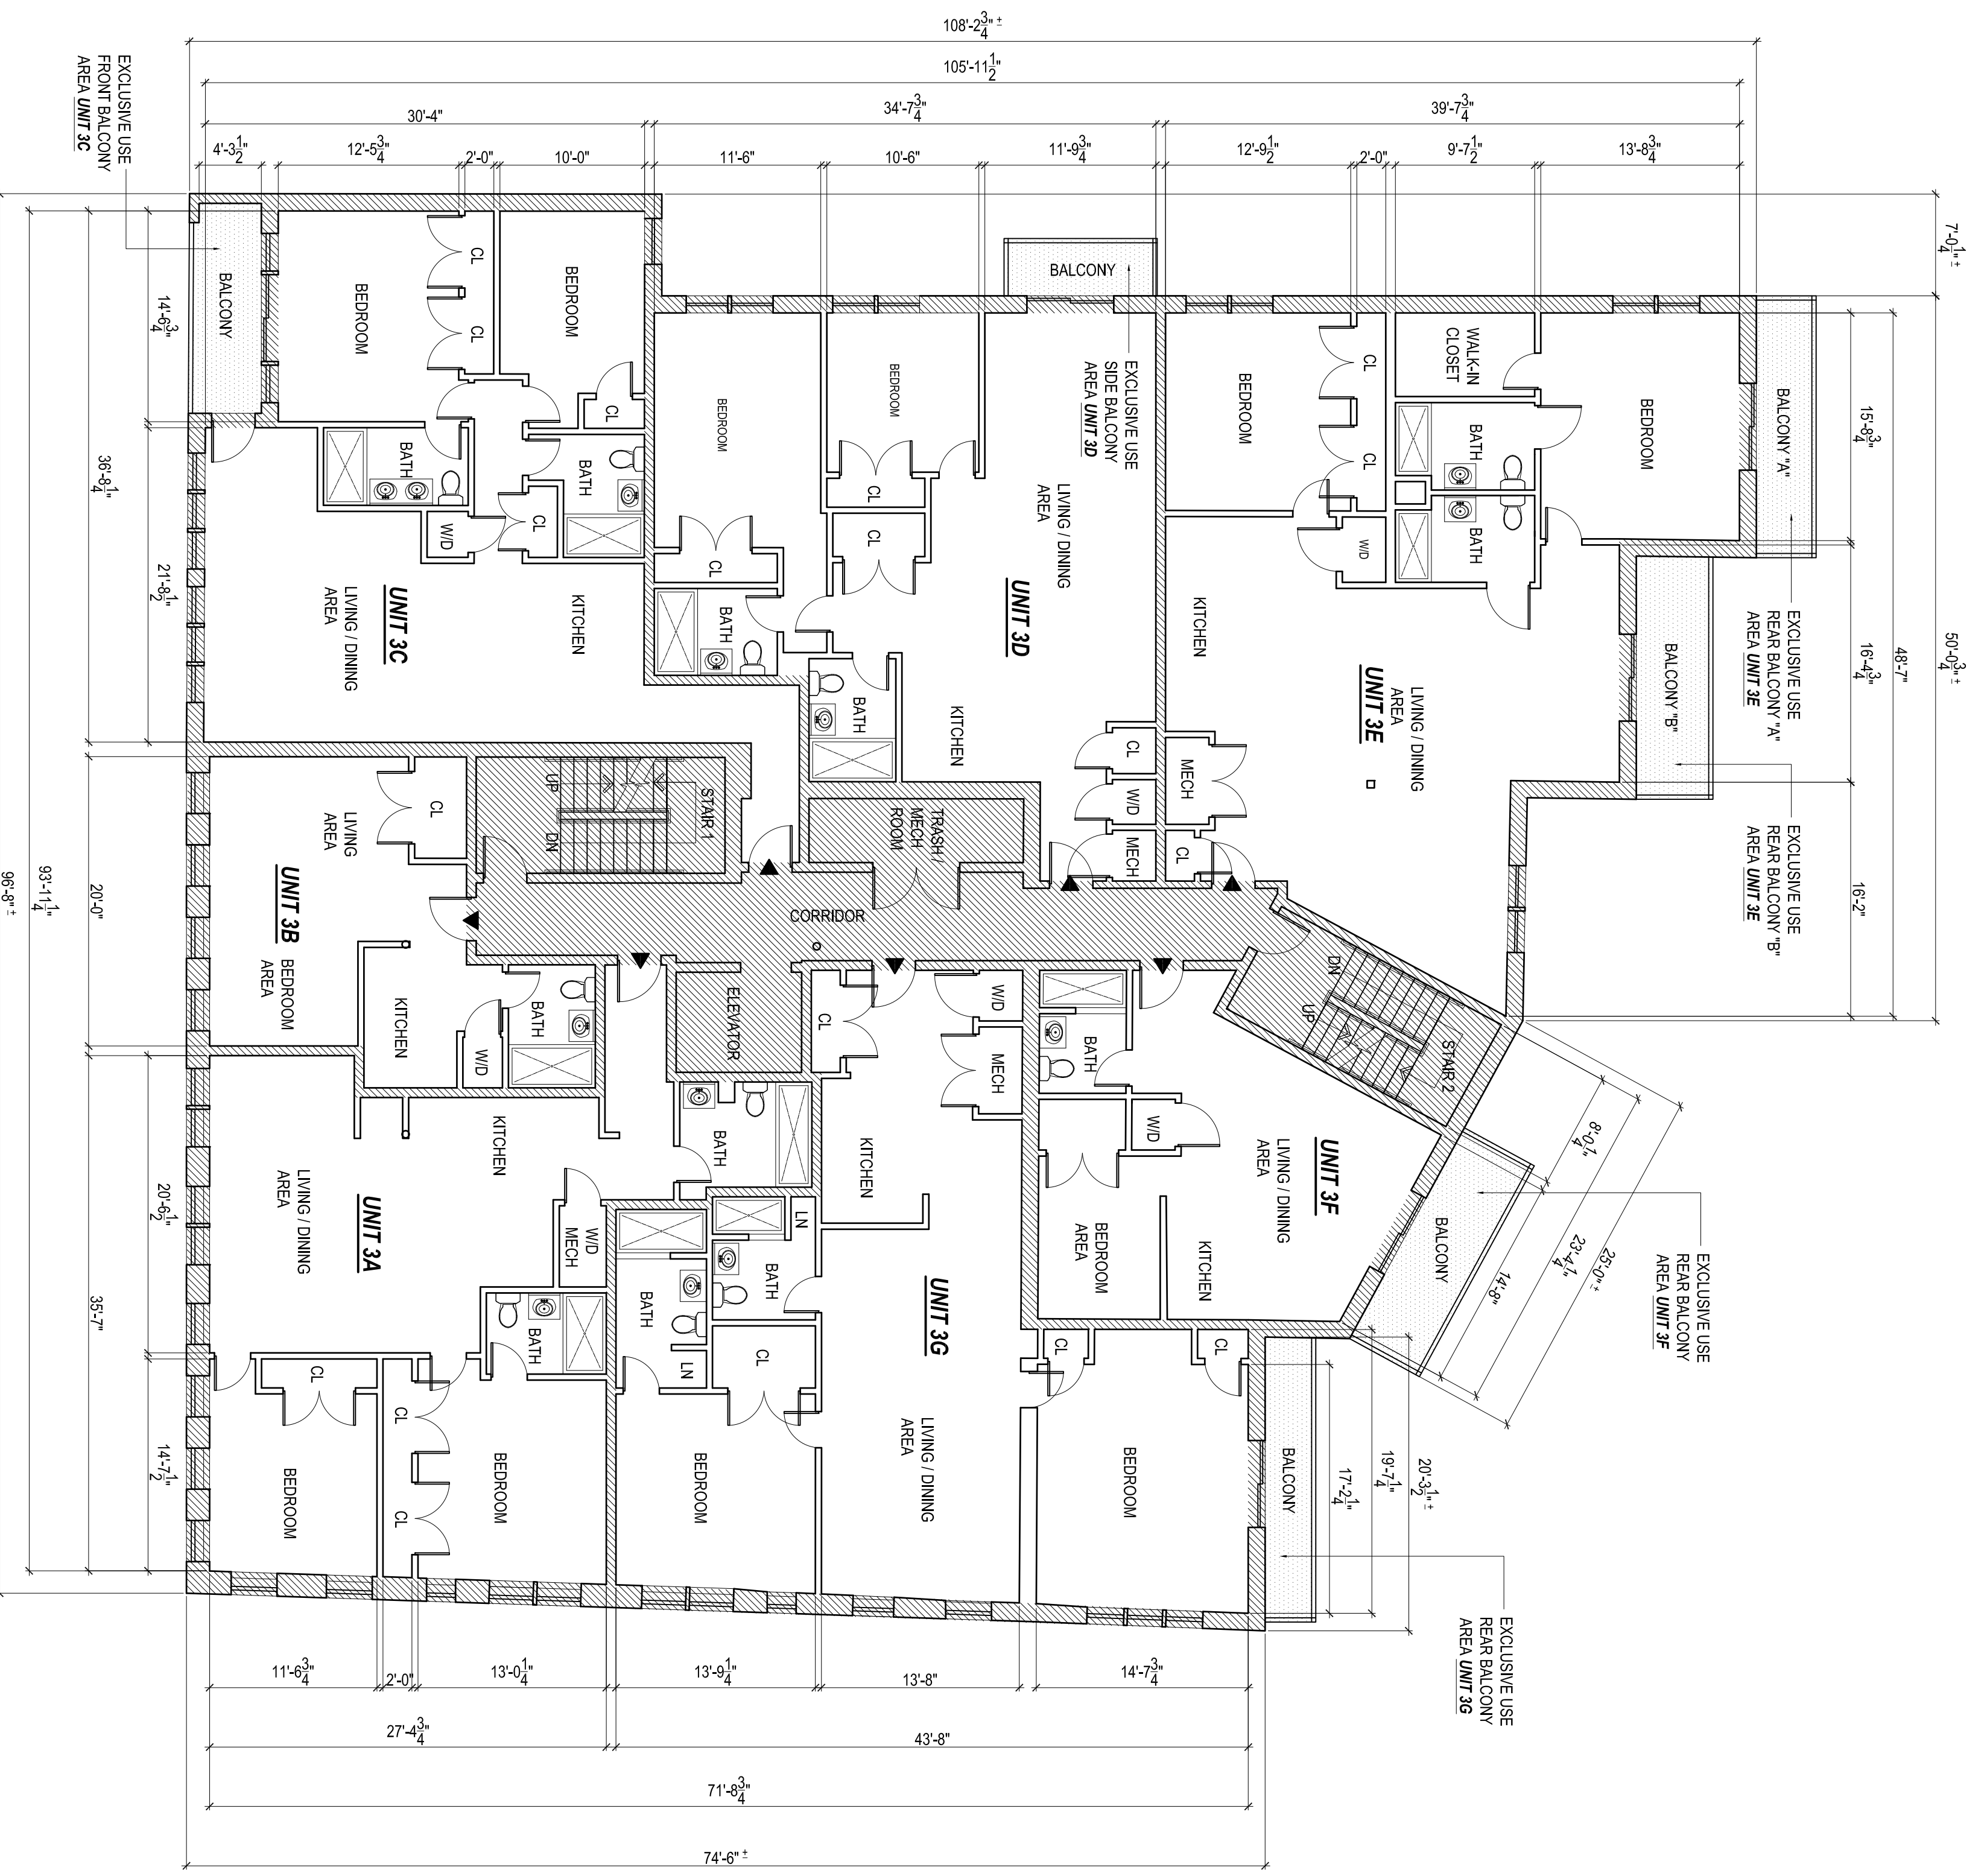 108'-2 3/4" ±
105'-11 1/2"
30'-4"
34'-7 3/4"
39'-7 3/4"
4'-3 1/2"
12'-5 3/4"
2'-0"
10'-0"
11'-6"
10'-6"
11'-9 3/4"
12'-9 1/2"
2'-0"
9'-7 1/2"
13'-8 3/4"
7'-0 1/4" ±
50'-0 3/4" ±
48'-7"
15'-8 3/4"
16'-4 3/4"
16'-2"
EXCLUSIVE USE
FRONT BALCONY
AREA UNIT 3C
BALCONY
BEDROOM
CL
CL
BEDROOM
CL
BATH
BATH
CL
W/D
KITCHEN
UNIT 3C
LIVING / DINING
AREA
14'-6 3/4"
36'-8 1/4"
21'-8 1/2"
BALCONY
EXCLUSIVE USE
SIDE BALCONY
AREA UNIT 3D
BEDROOM
BEDROOM
CL
CL
CL
BATH
LIVING / DINING
AREA
UNIT 3D
BATH
KITCHEN
CL
W/D
MECH
BEDROOM
CL
CL
WALK-IN
CLOSET
BATH
BATH
BEDROOM
W/D
KITCHEN
UNIT 3E
LIVING / DINING
AREA
MECH
CL
BALCONY "A"
BALCONY "B"
EXCLUSIVE USE
REAR BALCONY "A"
AREA UNIT 3E
EXCLUSIVE USE
REAR BALCONY "B"
AREA UNIT 3E
STAIR 1
UP
DN
TRASH /
MECH
ROOM
CORRIDOR
ELEVATOR
STAIR 2
DN
UP
CL
LIVING
AREA
UNIT 3B
BEDROOM
AREA
KITCHEN
BATH
W/D
20'-0"
93'-11 1/4"
96'-8" ±
KITCHEN
LIVING / DINING
AREA
UNIT 3A
W/D
MECH
BATH
BATH
CL
CL
CL
BEDROOM
BEDROOM
20'-6 1/2"
35'-7"
14'-7 1/2"
CL
W/D
MECH
KITCHEN
LN
BATH
BATH
LN
CL
UNIT 3G
LIVING / DINING
AREA
BEDROOM
CL
CL
BEDROOM
BALCONY
BATH
W/D
BEDROOM
AREA
UNIT 3F
LIVING / DINING
AREA
KITCHEN
BALCONY
8'-0 1/4"
14'-8"
23'-4 1/4"
25'-0" ±
EXCLUSIVE USE
REAR BALCONY
AREA UNIT 3F
17'-2 1/4"
19'-7 1/4"
20'-3 1/2" ±
EXCLUSIVE USE
REAR BALCONY
AREA UNIT 3G
11'-6 3/4"
2'-0"
13'-0 1/4"
13'-9 1/4"
13'-8"
14'-7 3/4"
27'-4 3/4"
43'-8"
71'-8 3/4"
74'-6" ±